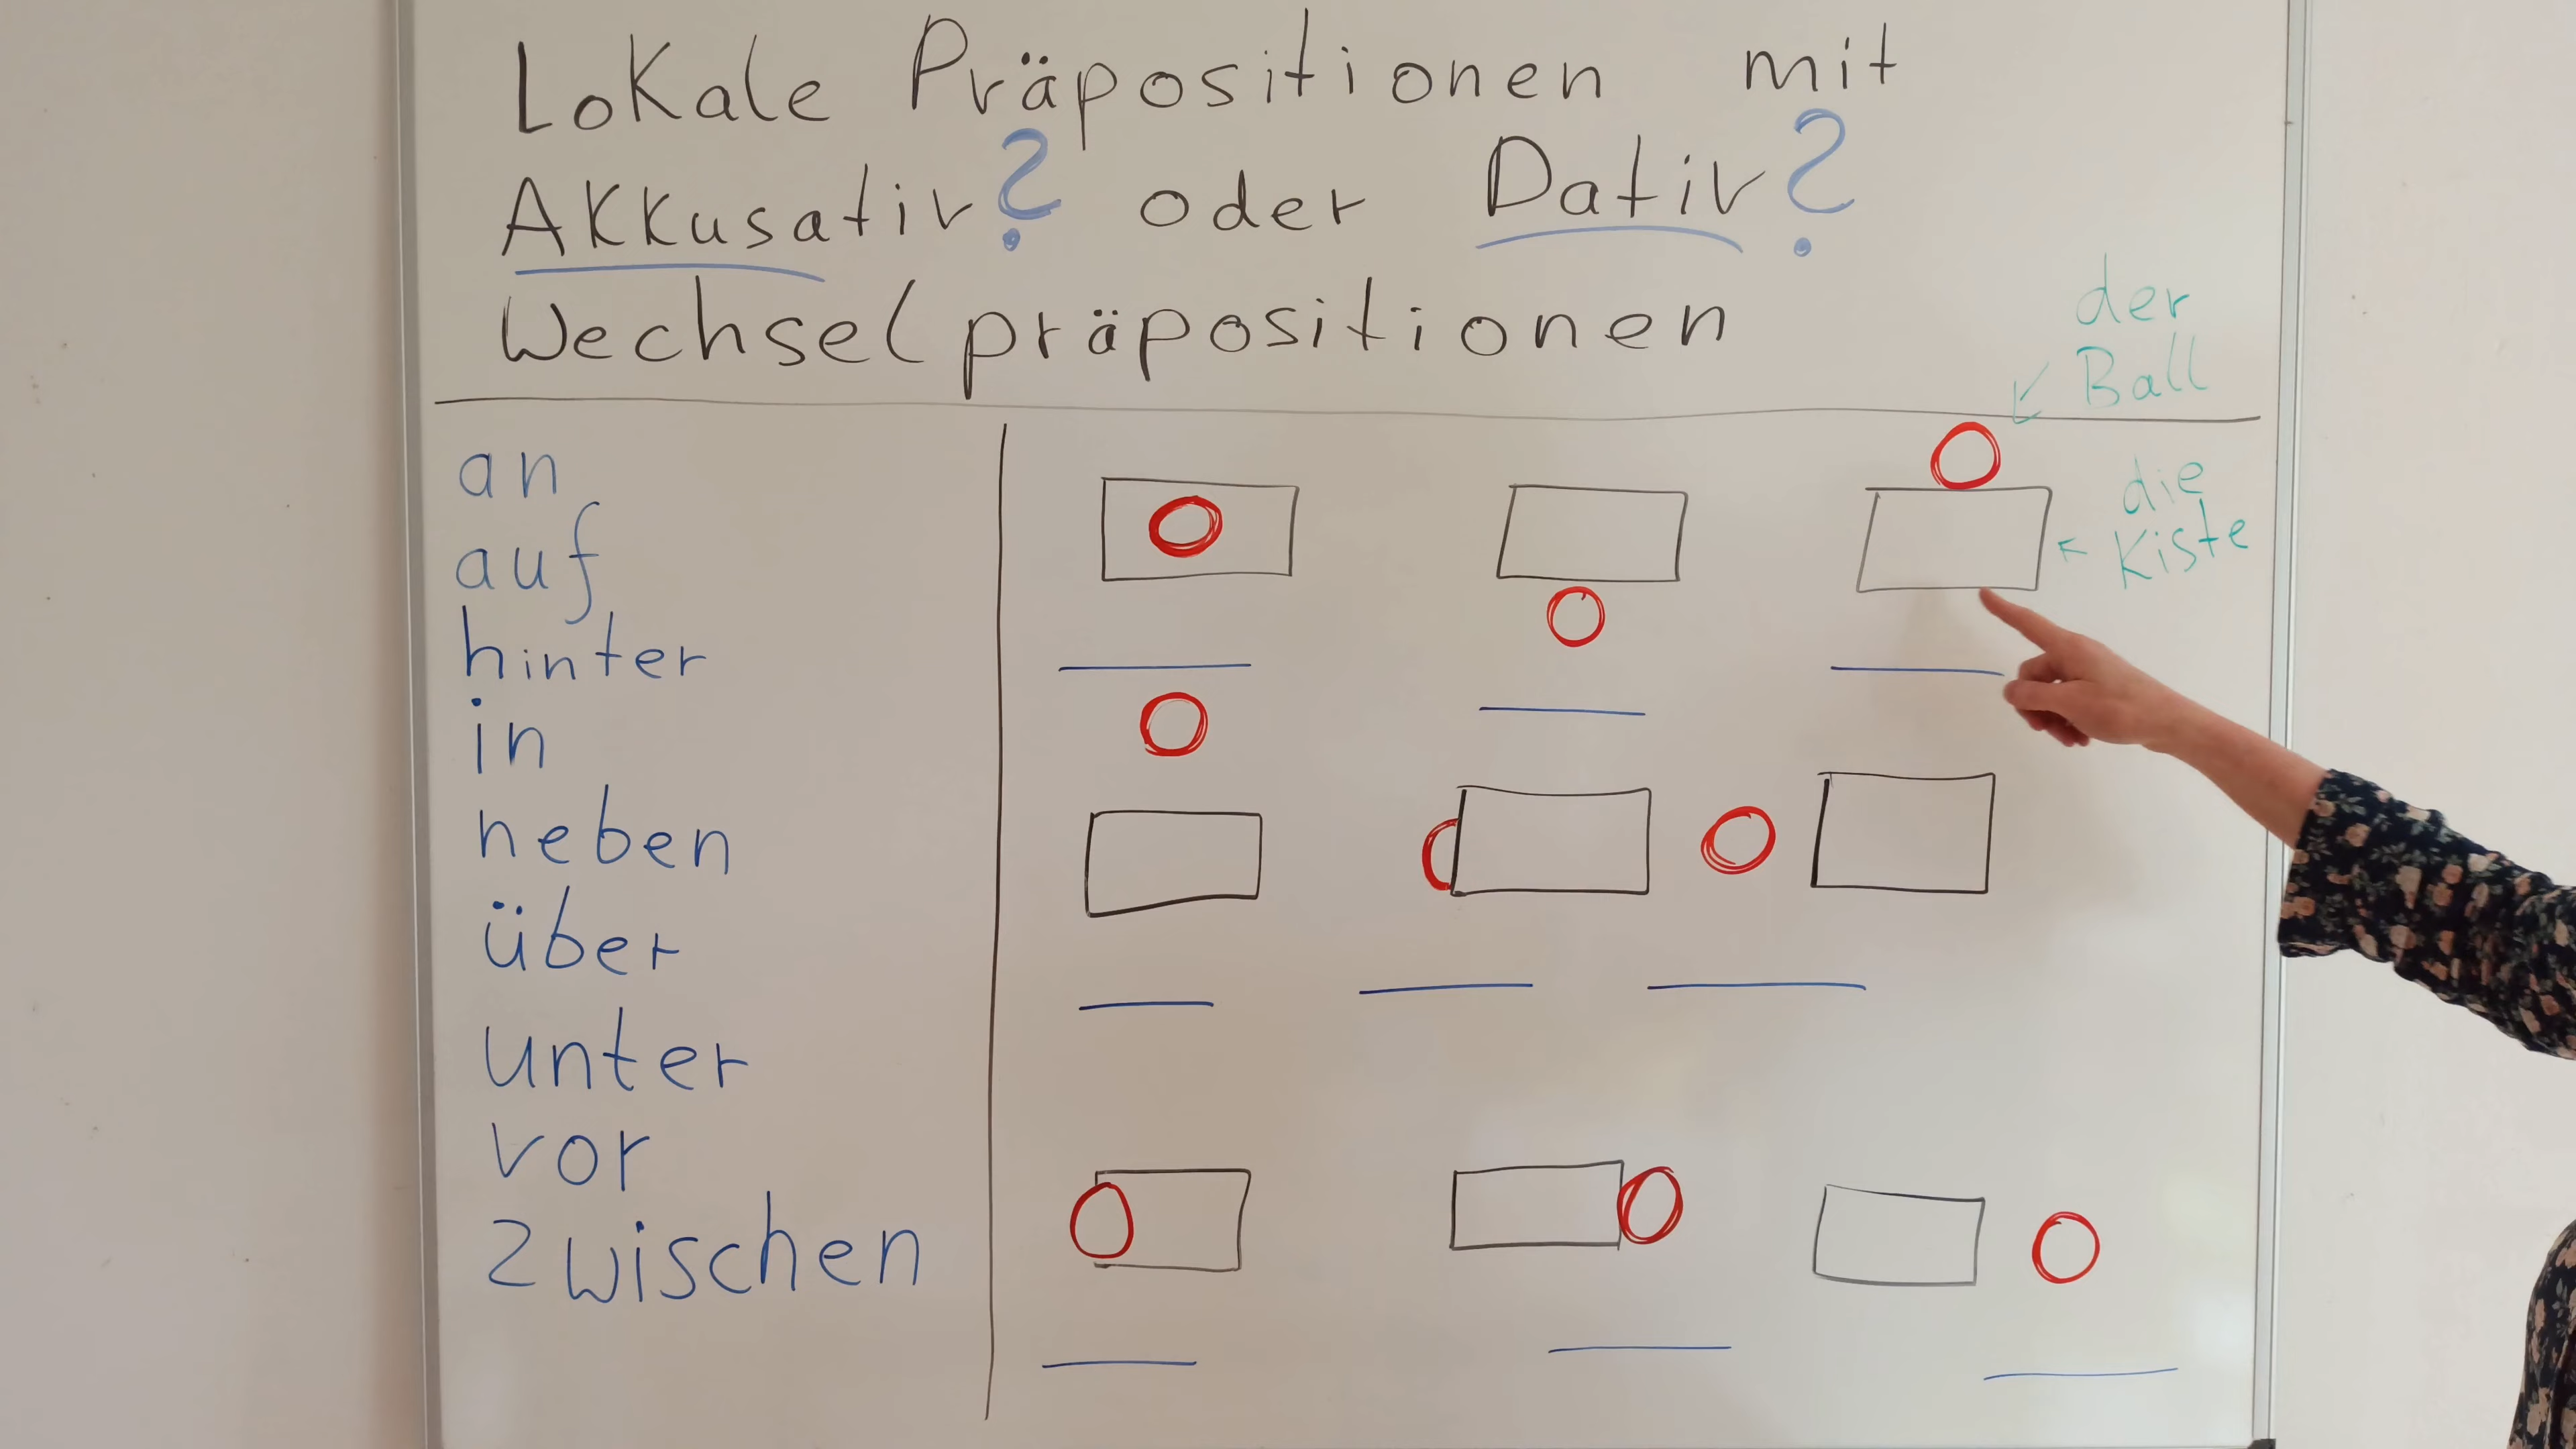 Lokale Präpositionen mit
Akkusativ? oder Dativ?
Wechselpräpositionen
der
Ball
die
Kiste
an
auf
hinter
in
neben
über
unter
vor
zwischen